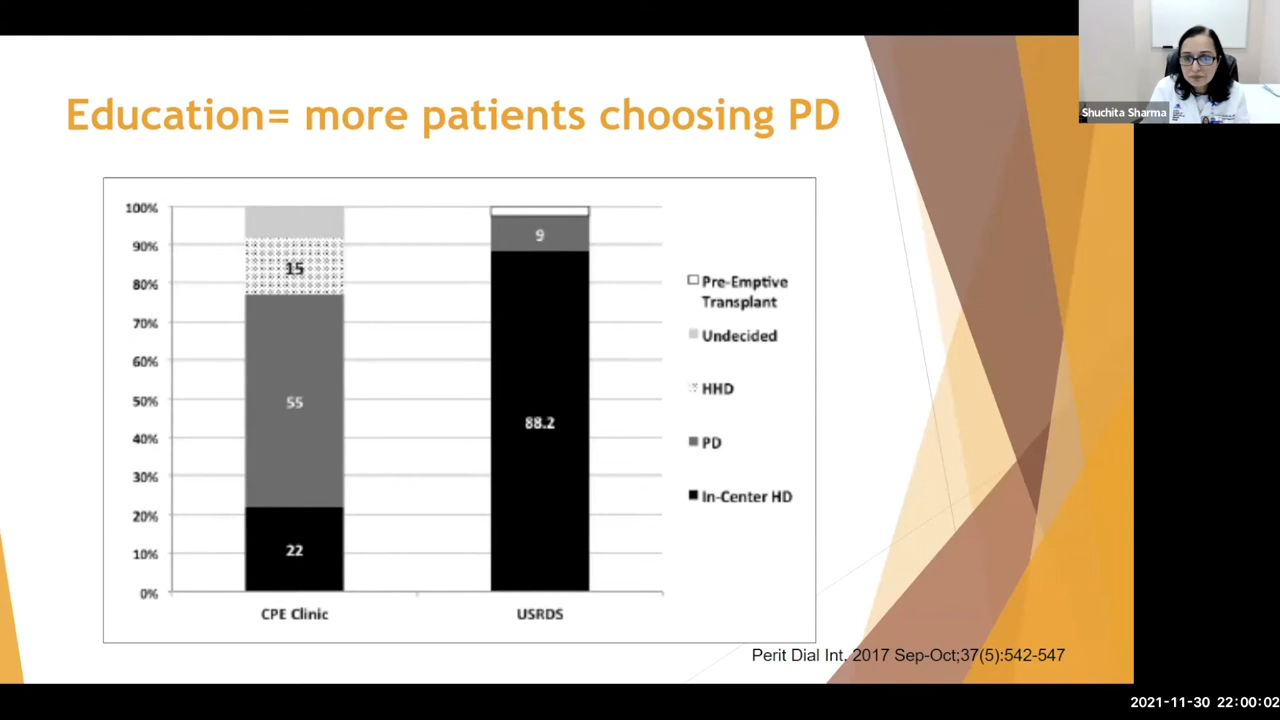 Education= more patients choosing PD
Shuchita Sharma
100%
90%
80%
70%
60%
50%
40%
30%
20%
10%
0%
15
55
22
9
88.2
CPE Clinic
USRDS
Pre-Emptive
Transplant
Undecided
HHD
PD
In-Center HD
Perit Dial Int. 2017 Sep-Oct;37(5):542-547
2021-11-30 22:00:02